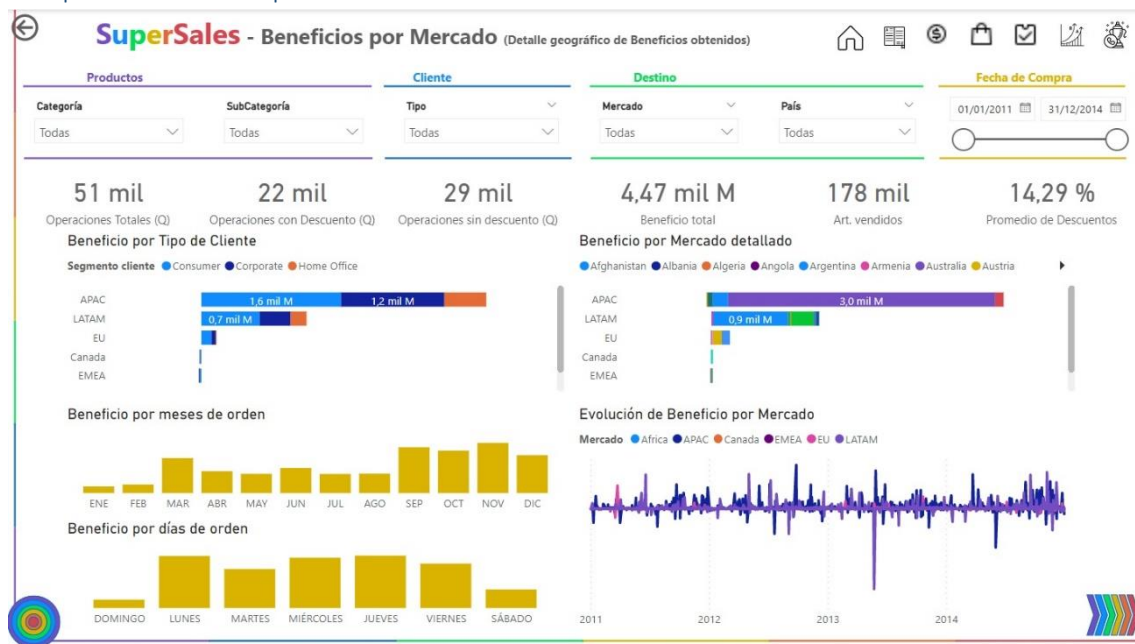 SuperSales - Beneficios por Mercado (Detalle geográfico de Beneficios obtenidos)
Productos Cliente Destino Fecha de Compra
Categoría SubCategoría Tipo Mercado País
01/01/2011 31/12/2014
Todas Todas Todas Todas Todas
51 mil 22 mil 29 mil 4,47 mil M 178 mil 14,29 %
Operaciones Totales (Q) Operaciones con Descuento (Q) Operaciones sin descuento (Q) Beneficio total Art. vendidos Promedio de Descuentos
Beneficio por Tipo de Cliente
Segmento cliente Consumer Corporate Home Office
APAC 1,6 mil M 1,2 mil M
LATAM 0,7 mil M
EU
Canada
EMEA
Beneficio por Mercado detallado
Afghanistan Albania Algeria Angola Argentina Armenia Australia Austria
APAC 3,0 mil M
LATAM 0,9 mil M
EU
Canada
EMEA
Beneficio por meses de orden
ENE FEB MAR ABR MAY JUN JUL AGO SEP OCT NOV DIC
Evolución de Beneficio por Mercado
Mercado Africa APAC Canada EMEA EU LATAM
2011 2012 2013 2014
Beneficio por días de orden
DOMINGO LUNES MARTES MIÉRCOLES JUEVES VIERNES SÁBADO